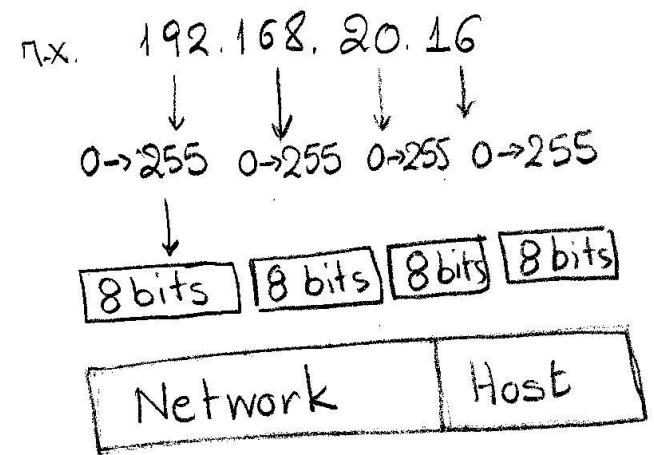 π.χ. 192.168.20.16
0→255 0→255 0→255 0→255
8 bits 8 bits 8 bits 8 bits
Network Host